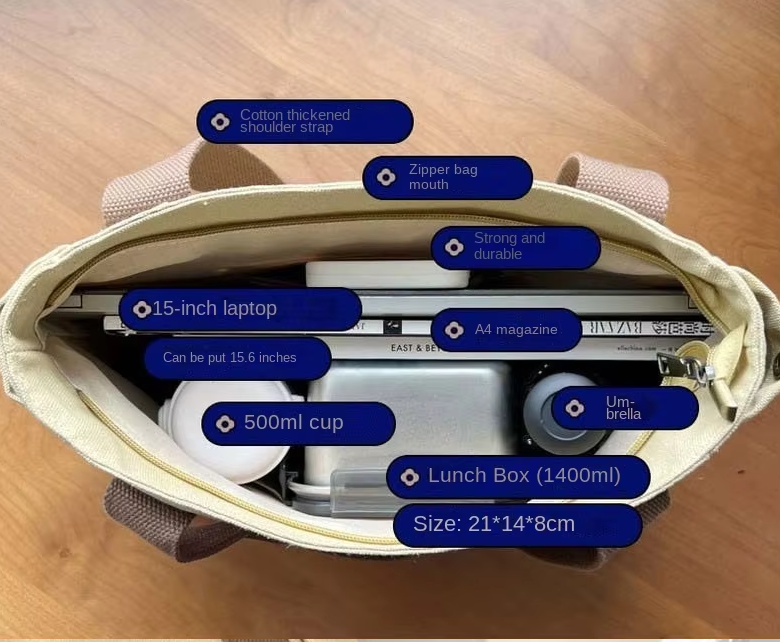 Cotton thickened
shoulder strap
Zipper bag
mouth
Strong and
durable
15-inch laptop
A4 magazine
BAZAAR
Can be put 15.6 inches
EAST & BE
Um-
brella
500ml cup
Lunch Box (1400ml)
Size: 21*14*8cm